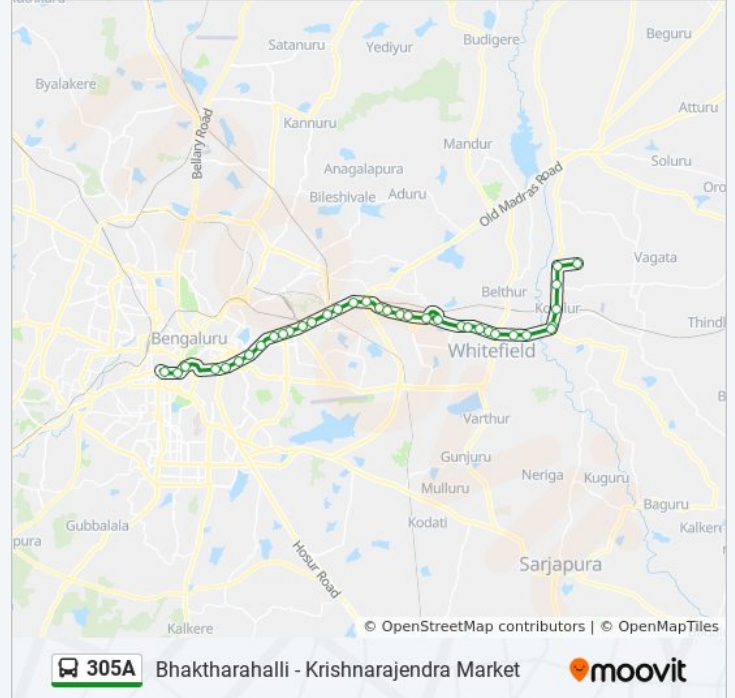 Satanuru
Yediyur
Budigere
Beguru
Byalakere
Bellary Road
Kannuru
Atturu
Mandur
Anagalapura
Soluru
Bileshivale
Aduru
Old Madras Road
Oro
Vagata
Belthur
Bengaluru
Thindl
Whitefield
Varthur
Gunjuru
Neriga
Kuguru
Mulluru
Baguru
Kodati
Gubbalala
Kalker
pura
Hosur Road
Sarjapura
Kalkere
© OpenStreetMap contributors | © OpenMapTiles
305A Bhaktharahalli - Krishnarajendra Market
moovit